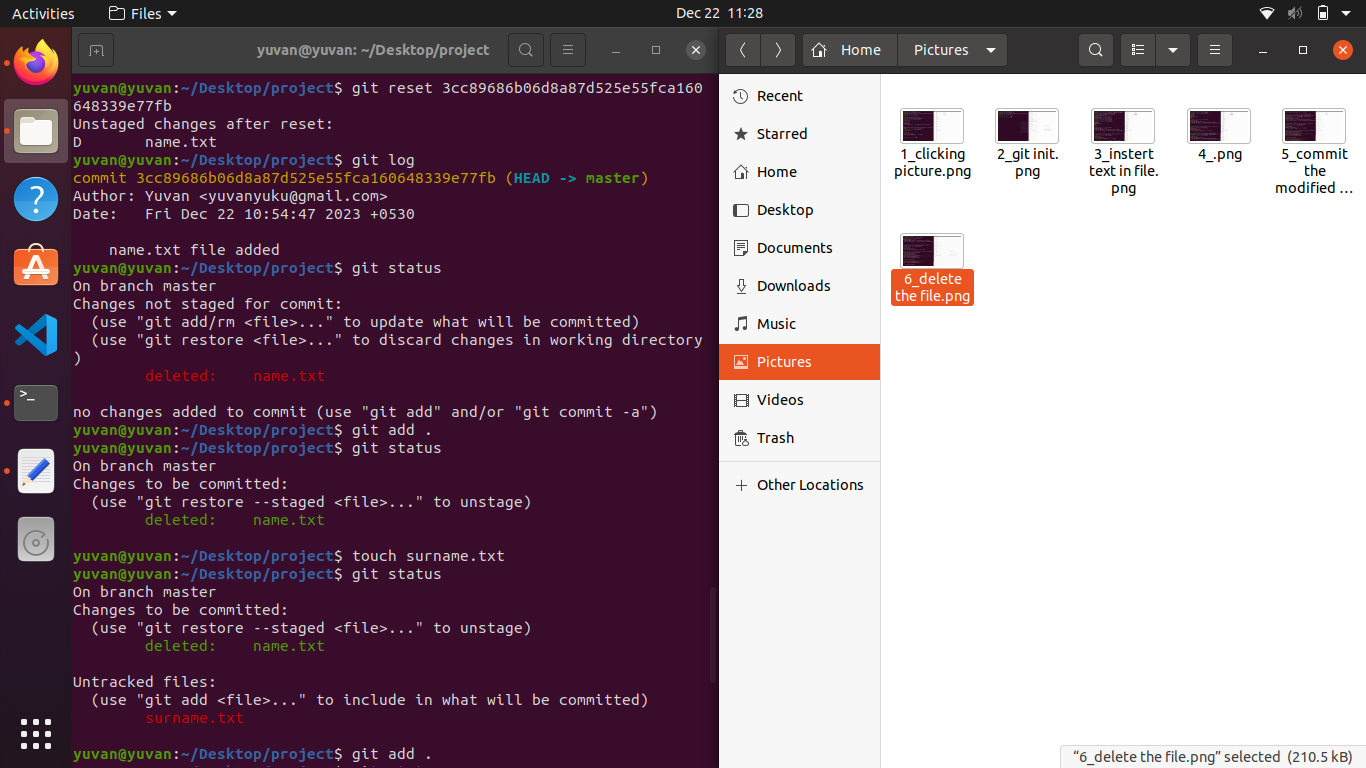 Activities
Files
Dec 22 11:28
yuvan@yuvan: ~/Desktop/project
yuvan@yuvan:~/Desktop/project$ git reset 3cc89686b06d8a87d525e55fca160
648339e77fb
Unstaged changes after reset:
D       name.txt
yuvan@yuvan:~/Desktop/project$ git log
commit 3cc89686b06d8a87d525e55fca160648339e77fb (HEAD -> master)
Author: Yuvan <yuvanyuku@gmail.com>
Date:   Fri Dec 22 10:54:47 2023 +0530
    name.txt file added
yuvan@yuvan:~/Desktop/project$ git status
On branch master
Changes not staged for commit:
  (use "git add/rm <file>..." to update what will be committed)
  (use "git restore <file>..." to discard changes in working directory
)
        deleted:    name.txt
no changes added to commit (use "git add" and/or "git commit -a")
yuvan@yuvan:~/Desktop/project$ git add .
yuvan@yuvan:~/Desktop/project$ git status
On branch master
Changes to be committed:
  (use "git restore --staged <file>..." to unstage)
        deleted:    name.txt
yuvan@yuvan:~/Desktop/project$ touch surname.txt
yuvan@yuvan:~/Desktop/project$ git status
On branch master
Changes to be committed:
  (use "git restore --staged <file>..." to unstage)
        deleted:    name.txt
Untracked files:
  (use "git add <file>..." to include in what will be committed)
        surname.txt
yuvan@yuvan:~/Desktop/project$ git add .
Home
Pictures
Recent
Starred
Home
Desktop
Documents
Downloads
Music
Pictures
Videos
Trash
Other Locations
1_clicking
picture.png
2_git init.
png
3_instert
text in file.
png
4_.png
5_commit
the
modified …
6_delete
the file.png
“6_delete the file.png” selected (210.5 kB)